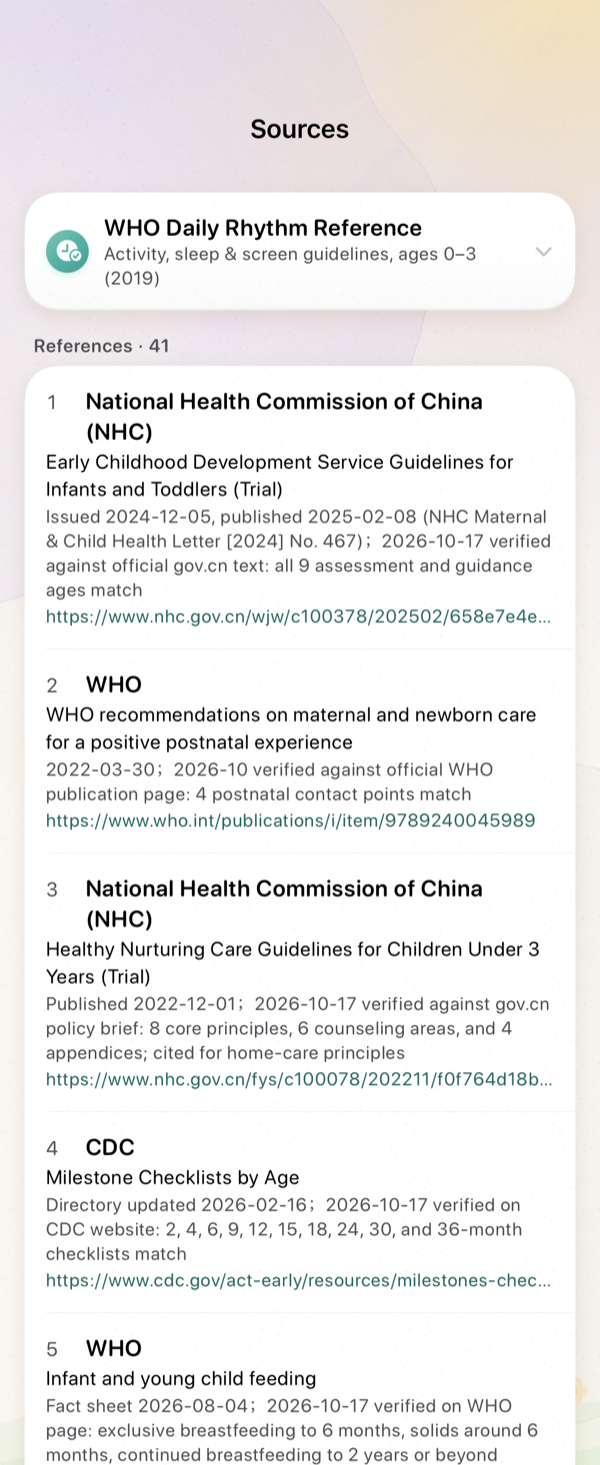 Sources
WHO Daily Rhythm Reference
Activity, sleep & screen guidelines, ages 0–3
(2019)
References · 41
1 National Health Commission of China
(NHC)
Early Childhood Development Service Guidelines for
Infants and Toddlers (Trial)
Issued 2024-12-05, published 2025-02-08 (NHC Maternal
& Child Health Letter [2024] No. 467)；2026-10-17 verified
against official gov.cn text: all 9 assessment and guidance
ages match
https://www.nhc.gov.cn/wjw/c100378/202502/658e7e4e...
2 WHO
WHO recommendations on maternal and newborn care
for a positive postnatal experience
2022-03-30；2026-10 verified against official WHO
publication page: 4 postnatal contact points match
https://www.who.int/publications/i/item/9789240045989
3 National Health Commission of China
(NHC)
Healthy Nurturing Care Guidelines for Children Under 3
Years (Trial)
Published 2022-12-01；2026-10-17 verified against gov.cn
policy brief: 8 core principles, 6 counseling areas, and 4
appendices; cited for home-care principles
https://www.nhc.gov.cn/fys/c100078/202211/f0f764d18b...
4 CDC
Milestone Checklists by Age
Directory updated 2026-02-16；2026-10-17 verified on
CDC website: 2, 4, 6, 9, 12, 15, 18, 24, 30, and 36-month
checklists match
https://www.cdc.gov/act-early/resources/milestones-chec...
5 WHO
Infant and young child feeding
Fact sheet 2026-08-04；2026-10-17 verified on WHO
page: exclusive breastfeeding to 6 months, solids around 6
months, continued breastfeeding to 2 years or beyond